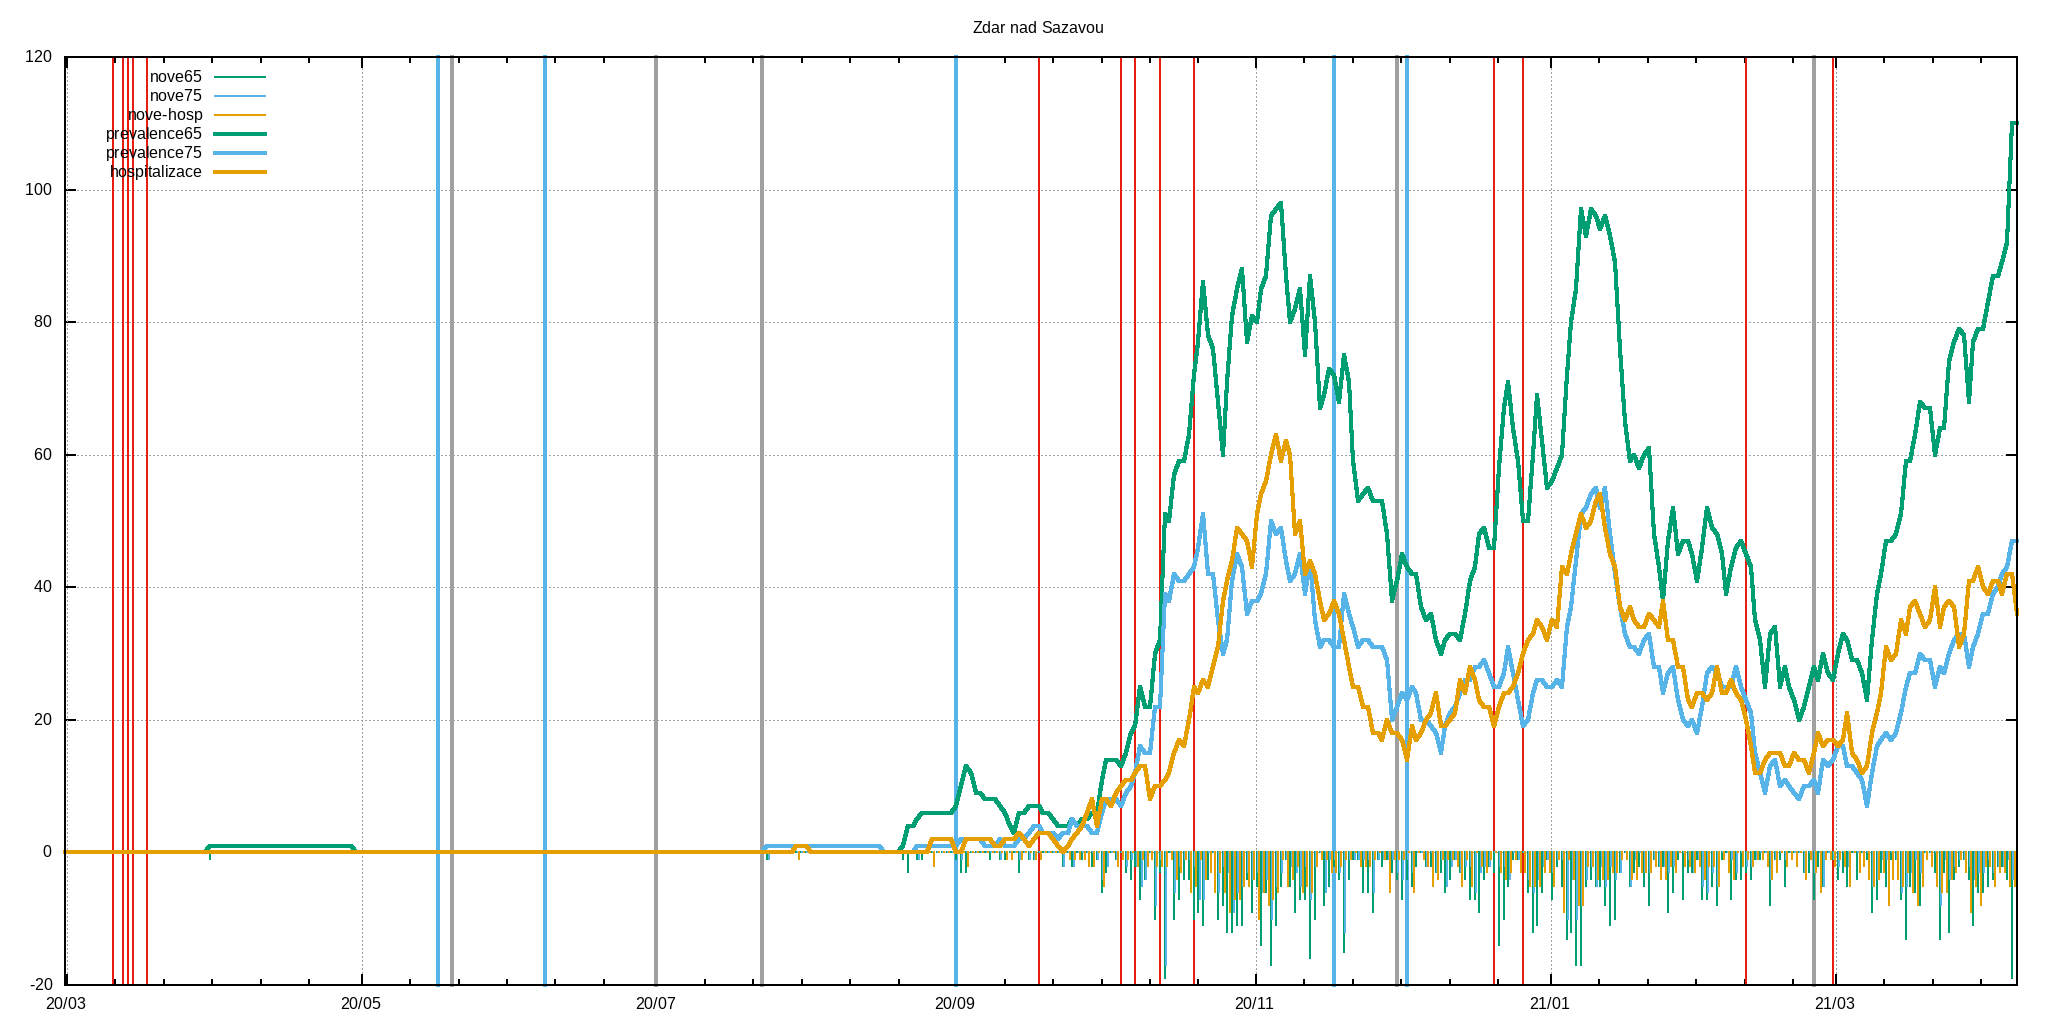 Zdar nad Sazavou
120
100
80
60
40
20
0
-20
nove65
nove75
nove-hosp
prevalence65
prevalence75
hospitalizace
20/03 20/05 20/07 20/09 20/11 21/01 21/03